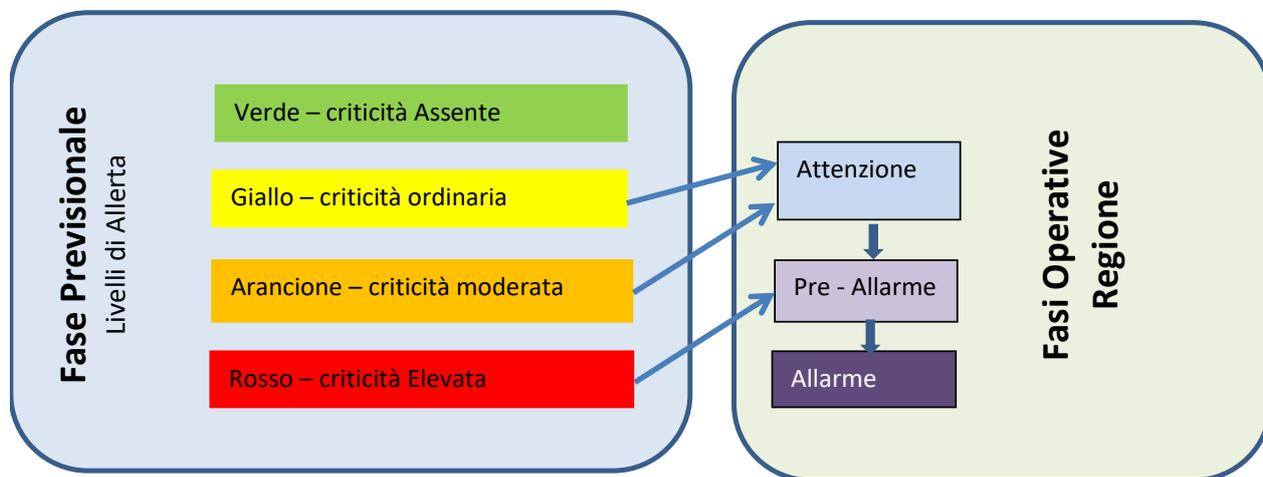 Fase Previsionale
Livelli di Allerta
Verde – criticità Assente
Giallo – criticità ordinaria
Arancione – criticità moderata
Rosso – criticità Elevata
Attenzione
Pre - Allarme
Allarme
Fasi Operative
Regione